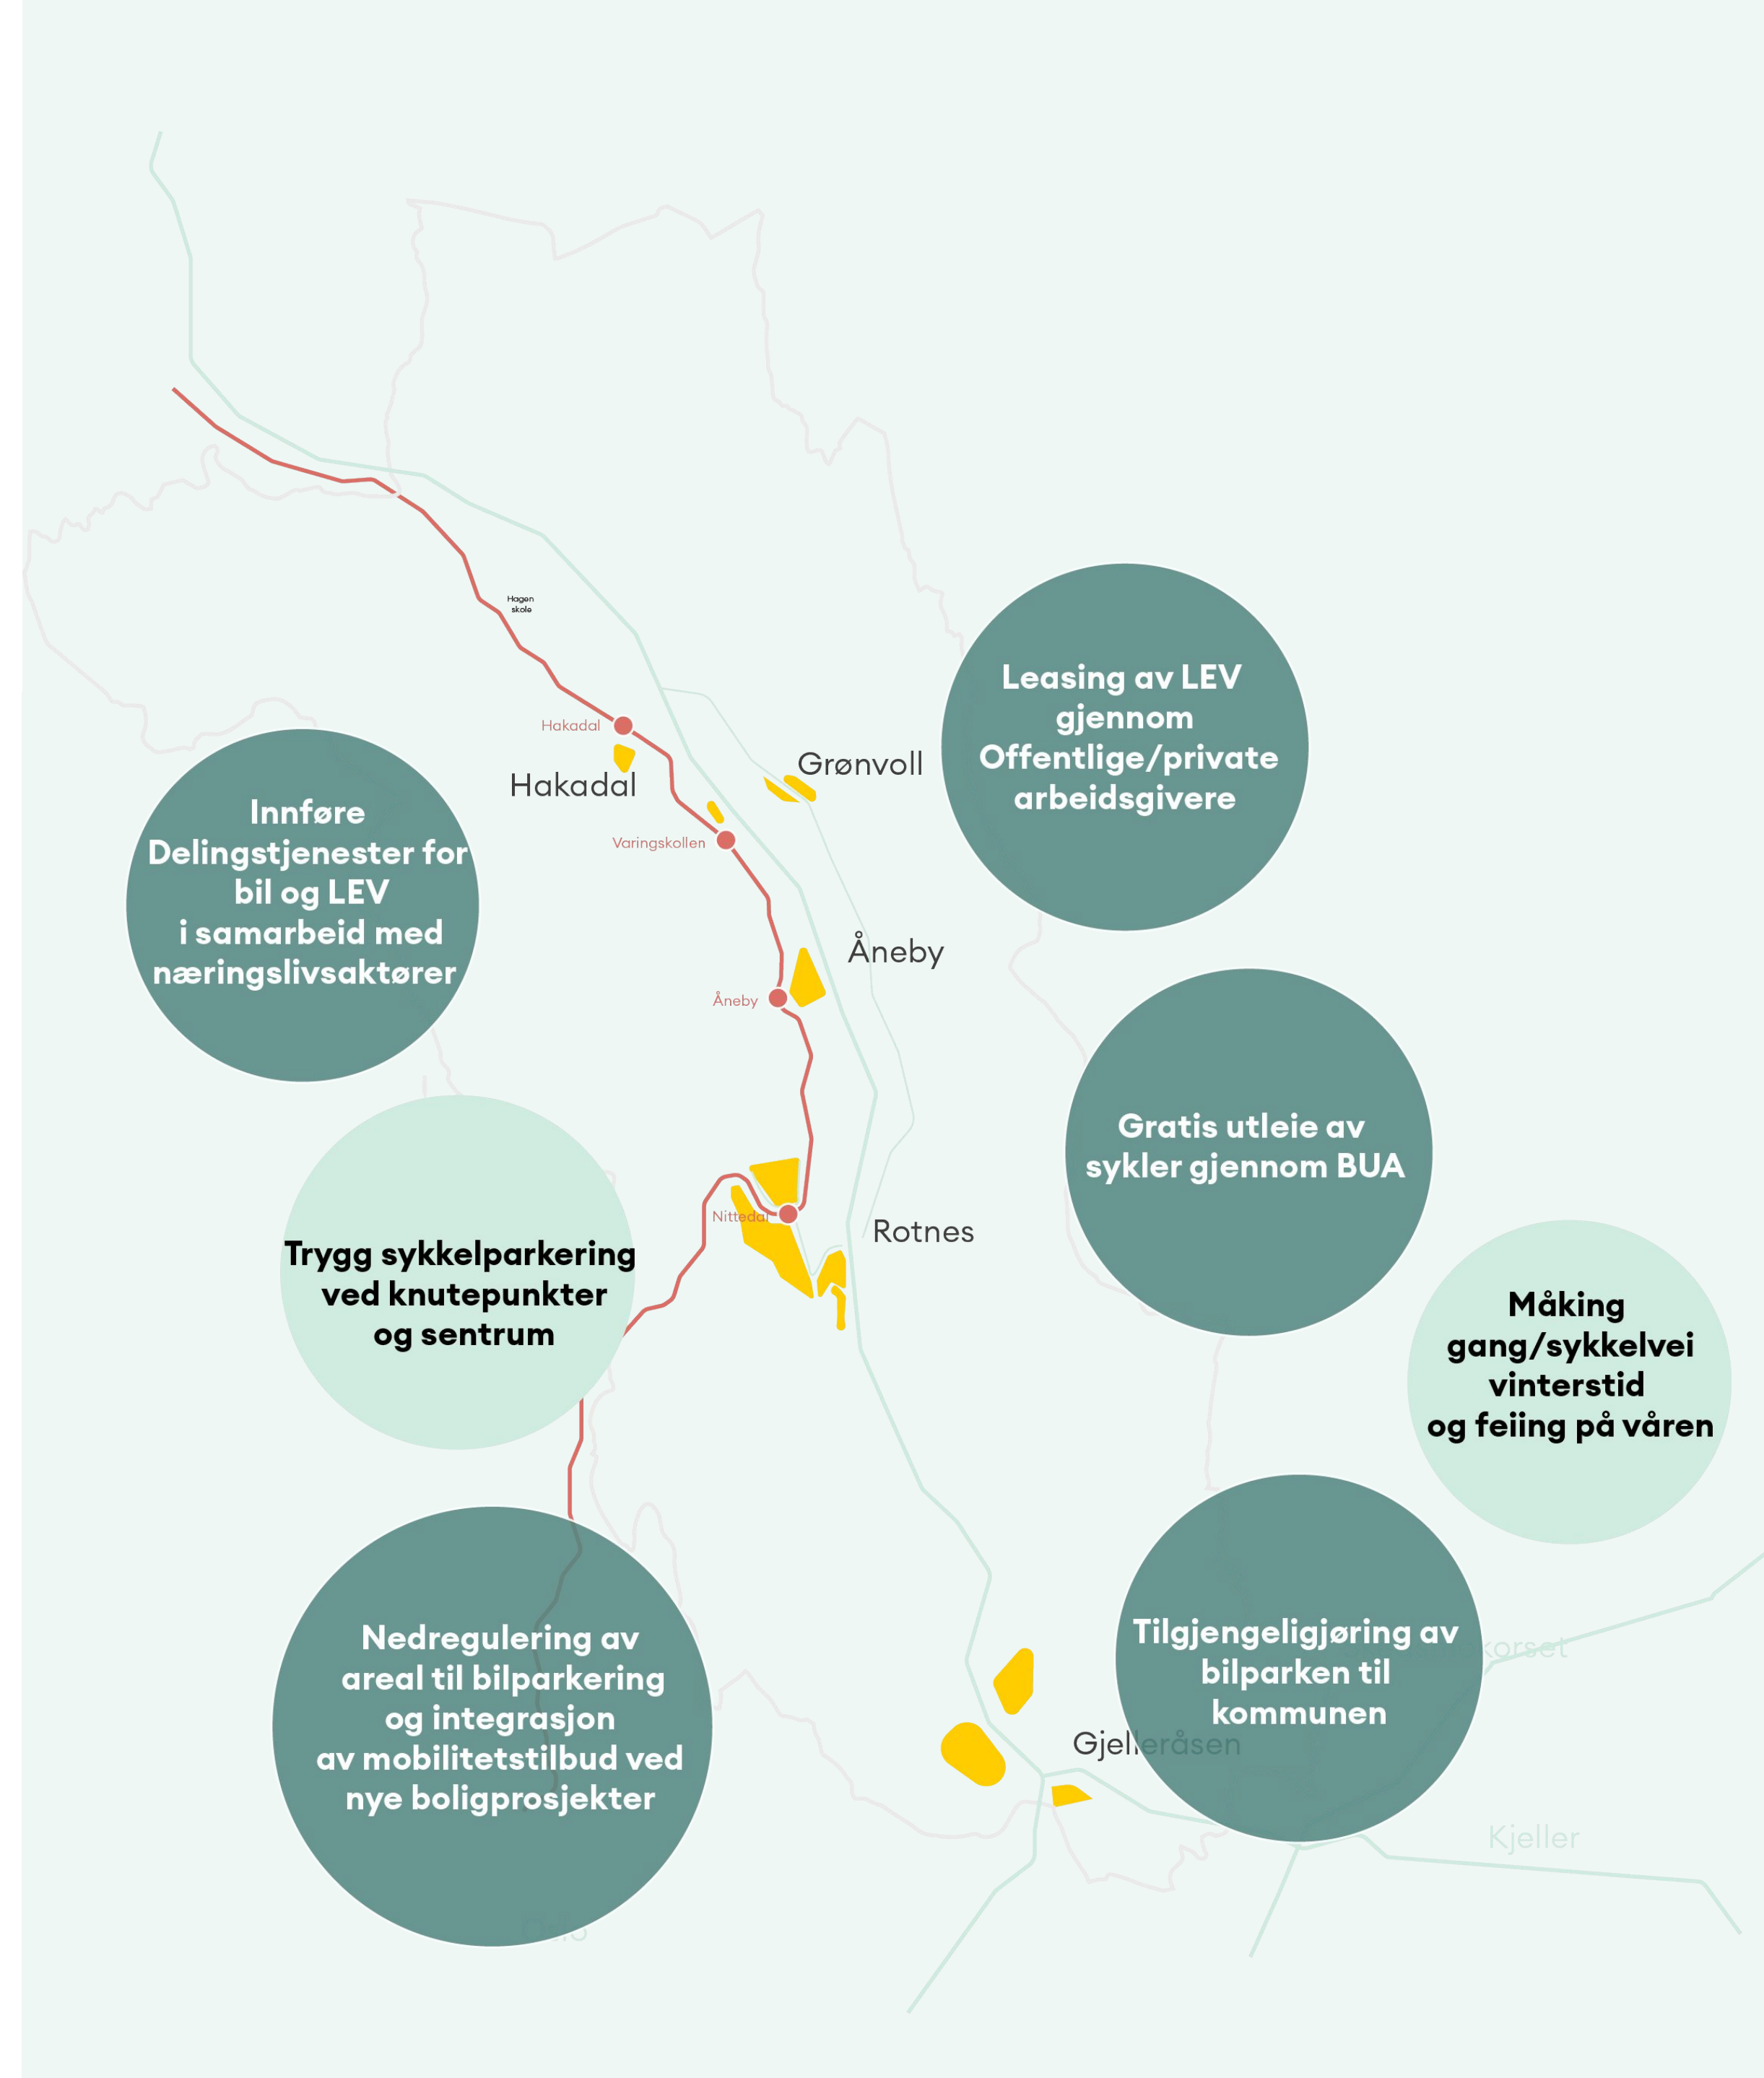 Hagen
skole
Leasing av LEV
gjennom
Offentlige/private
arbeidsgivere
Hakadal
Grønvoll
Hakadal
Innføre
Delingstjenester for
bil og LEV
i samarbeid med
næringslivsaktører
Varingskollen
Åneby
Åneby
Gratis utleie av
sykler gjennom BUA
Nittedal
Rotnes
Trygg sykkelparkering
ved knutepunkter
og sentrum
Måking
gang/sykkelvei
vinterstid
og feiing på våren
Nedregulering av
areal til bilparkering
og integrasjon
av mobilitetstilbud ved
nye boligprosjekter
Tilgjengeligjøring av
bilparken til
kommunen
korset
Gjelleråsen
Kjeller
Oslo